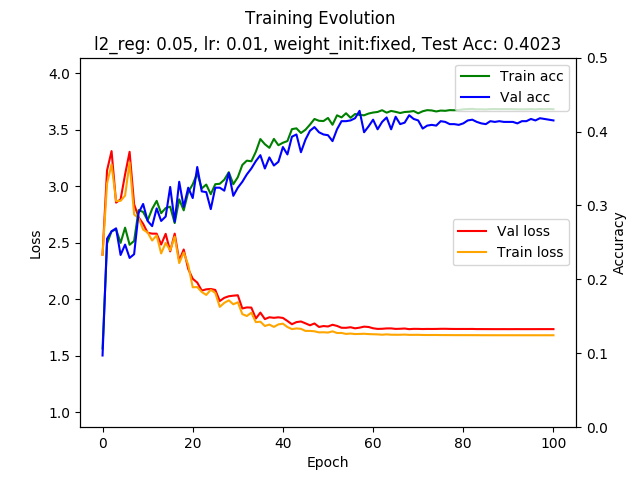 Training Evolution
l2_reg: 0.05, lr: 0.01, weight_init:fixed, Test Acc: 0.4023
4.0
3.5
3.0
2.5
2.0
1.5
1.0
Loss
0.5
0.4
0.3
0.2
0.1
0.0
Accuracy
Train acc
Val acc
Val loss
Train loss
0 20 40 60 80 100
Epoch